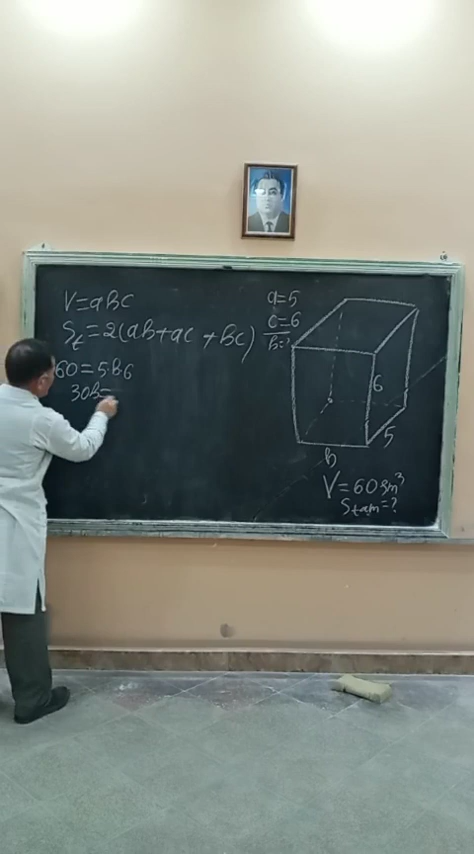 V=aBC
St=2(ab+ac+bc)
60=5·B6
30b=
a=5
c=6
b=?
6
5
b
V=60 sm³
Stam=?